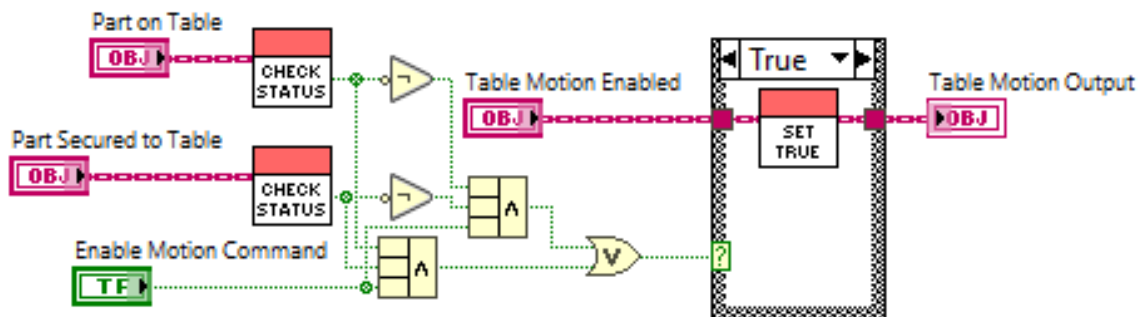 Part on Table
OBJ
CHECK
STATUS
True
Table Motion Enabled
OBJ
SET
TRUE
Table Motion Output
OBJ
Part Secured to Table
OBJ
CHECK
STATUS
Enable Motion Command
TF
∧
∧
V
?
¬
¬